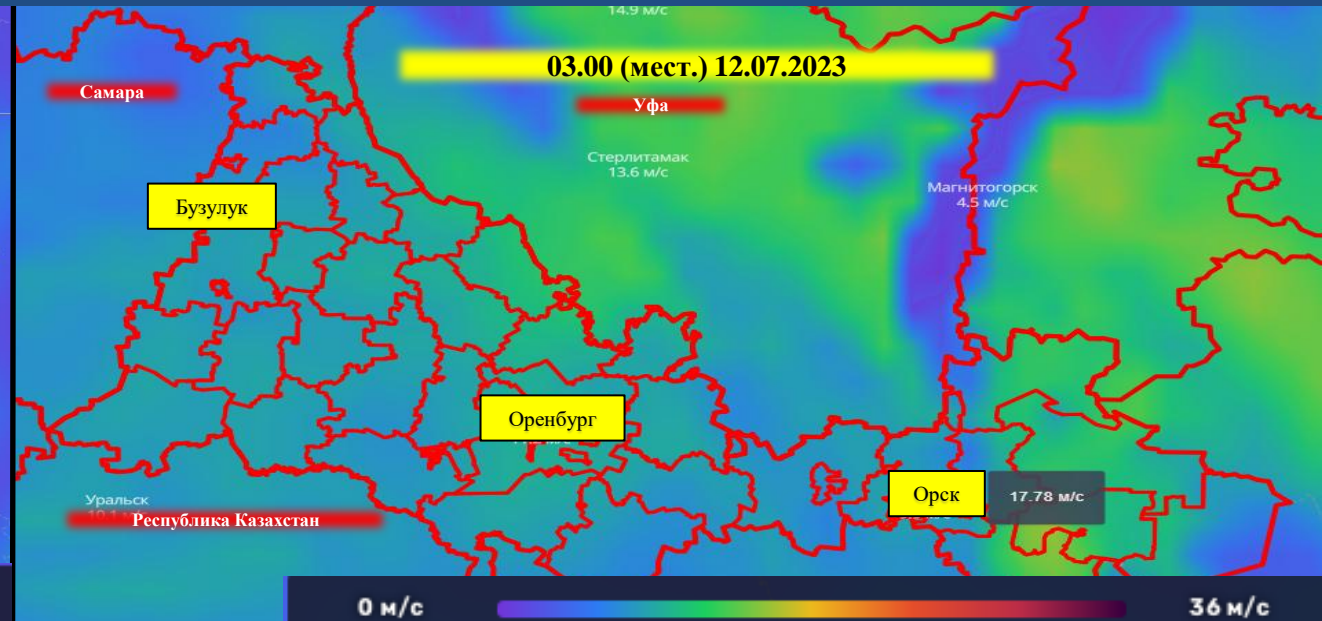 14.9 м/с
03.00 (мест.) 12.07.2023
Самара
Уфа
Стерлитамак
13.6 м/с
Магнитогорск
4.5 м/с
Бузулук
Оренбург
Орск
17.78 м/с
Уральск
Республика Казахстан
0 м/с
36 м/с